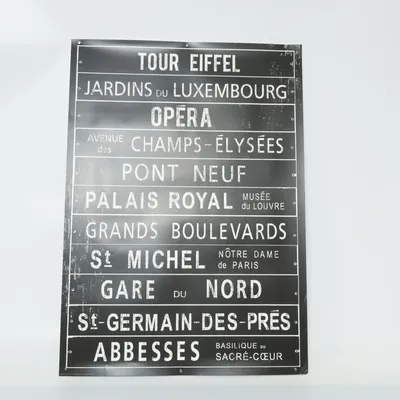 TOUR EIFFEL
JARDINS DU LUXEMBOURG
OPÉRA
AVENUE des CHAMPS-ÉLYSÉES
PONT NEUF
PALAIS ROYAL MUSÉE DU LOUVRE
GRANDS BOULEVARDS
St MICHEL NÔTRE DAME de PARIS
GARE DU NORD
St-GERMAIN-DES-PRÉS
ABBESSES BASILIQUE DU SACRÉ-CŒUR